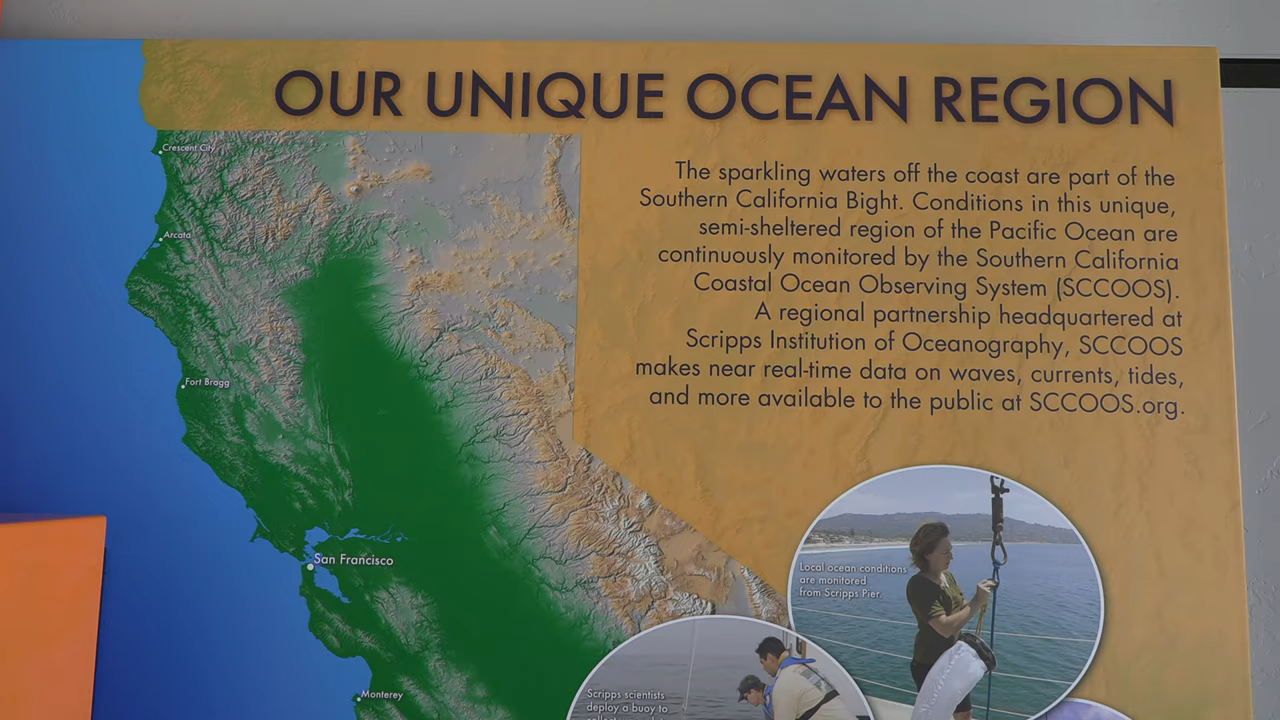 OUR UNIQUE OCEAN REGION
The sparkling waters off the coast are part of the
Southern California Bight. Conditions in this unique,
semi-sheltered region of the Pacific Ocean are
continuously monitored by the Southern California
Coastal Ocean Observing System (SCCOOS).
A regional partnership headquartered at
Scripps Institution of Oceanography, SCCOOS
makes near real-time data on waves, currents, tides,
and more available to the public at SCCOOS.org.
Crescent City
Arcata
Fort Bragg
San Francisco
Monterey
Local ocean conditions
are monitored
from Scripps Pier.
Scripps scientists
deploy a buoy to